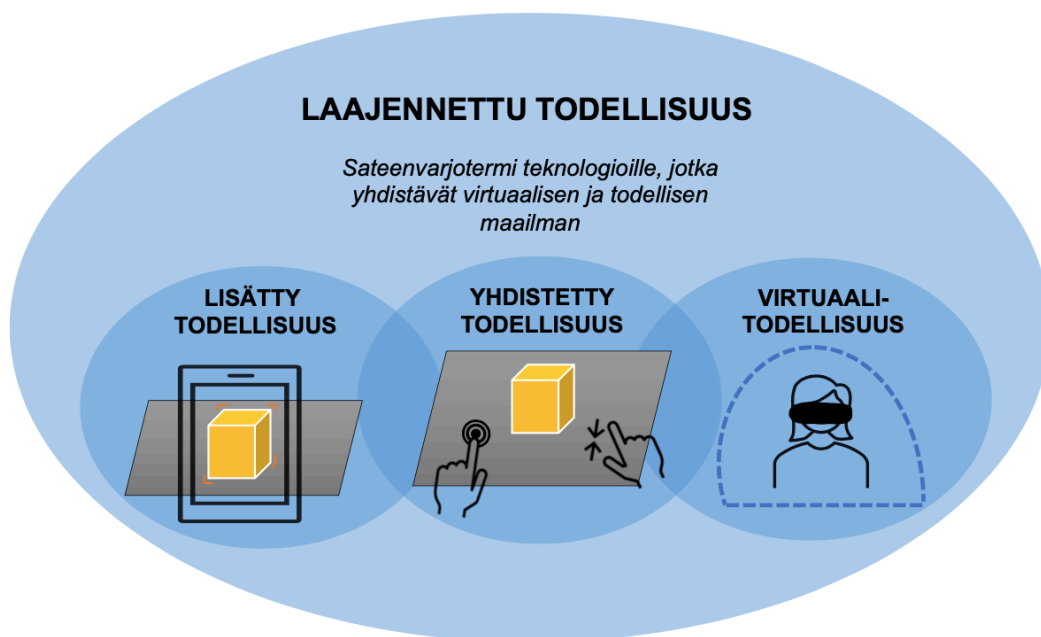 LAAJENNETTU TODELLISUUS
Sateenvarjotermi teknologioille, jotka
yhdistävät virtuaalisen ja todellisen
maailman
LISÄTTY
TODELLISUUS
YHDISTETTY
TODELLISUUS
VIRTUAALI-
TODELLISUUS